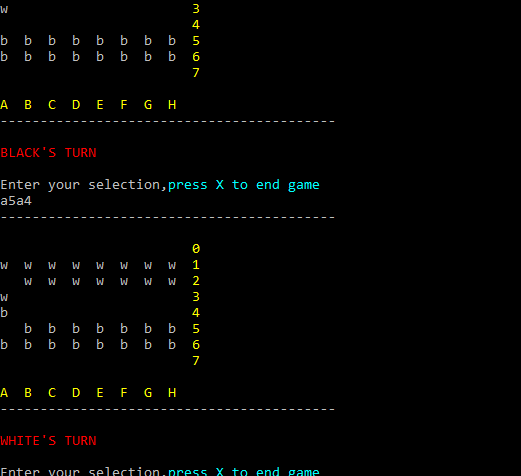 w 3
4
b b b b b b b b 5
b b b b b b b b 6
7
A B C D E F G H
------------------------------------------
BLACK'S TURN
Enter your selection,press X to end game
a5a4
------------------------------------------
0
w w w w w w w w 1
w w w w w w w 2
w 3
b 4
b b b b b b b 5
b b b b b b b b 6
7
A B C D E F G H
------------------------------------------
WHITE'S TURN
Enter your selection,press X to end game